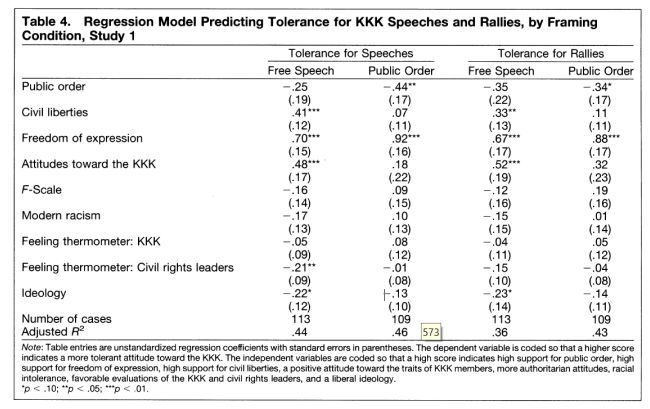 Table 4. Regression Model Predicting Tolerance for KKK Speeches and Rallies, by Framing
Condition, Study 1
Tolerance for Speeches Tolerance for Rallies
Free Speech Public Order Free Speech Public Order
Public order −.25 −.44** −.35 −.34*
(.19) (.17) (.22) (.17)
Civil liberties .41*** .07 .33** .11
(.12) (.11) (.13) (.11)
Freedom of expression .70*** .92*** .67*** .88***
(.15) (.16) (.17) (.17)
Attitudes toward the KKK .48*** .18 .52*** .32
(.17) (.22) (.19) (.23)
F-Scale −.16 .09 −.12 .19
(.14) (.15) (.16) (.16)
Modern racism −.17 .10 −.15 .01
(.13) (.13) (.15) (.14)
Feeling thermometer: KKK −.05 .08 −.04 .05
(.09) (.12) (.11) (.12)
Feeling thermometer: Civil rights leaders −.21** −.01 −.15 −.04
(.09) (.08) (.10) (.08)
Ideology −.22* −.13 −.23* −.14
(.12) (.10) (.14) (.11)
Number of cases 113 109 113 109
Adjusted R² .44 .46 573 .36 .43
Note: Table entries are unstandardized regression coefficients with standard errors in parentheses. The dependent variable is coded so that a higher score
indicates a more tolerant attitude toward the KKK. The independent variables are coded so that a high score indicates high support for public order, high
support for freedom of expression, high support for civil liberties, a positive attitude toward the traits of KKK members, more authoritarian attitudes, racial
intolerance, favorable evaluations of the KKK and civil rights leaders, and a liberal ideology.
*p < .10; **p < .05; ***p < .01.